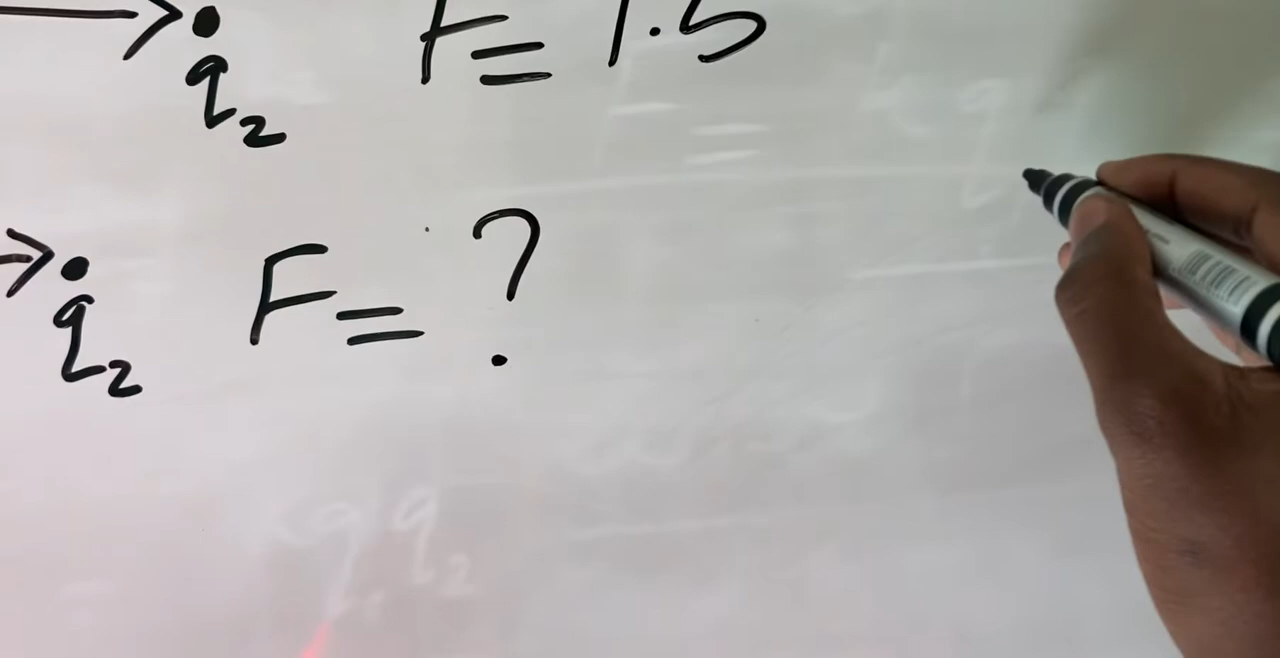 q₂ F = 1.5
q₂ F = ?